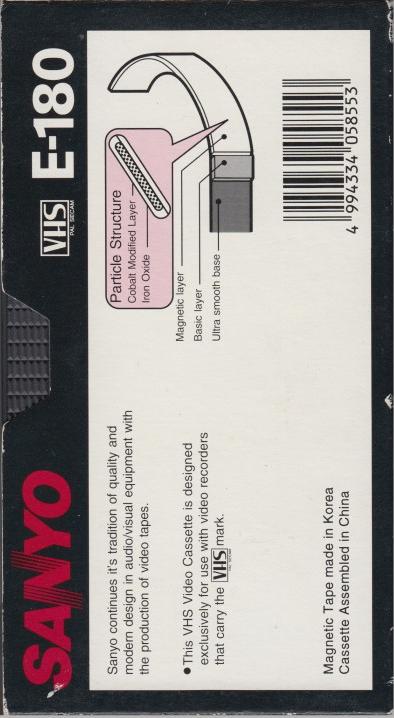 SANYO
VHS
PAL SECAM
E-180
Sanyo continues it's tradition of quality and
modern design in audio/visual equipment with
the production of video tapes.
• This VHS Video Cassette is designed
exclusively for use with video recorders
that carry the VHS mark.
PAL SECAM
Magnetic Tape made in Korea
Cassette Assembled in China
Particle Structure
Cobalt Modified Layer
Iron Oxide
Magnetic layer
Basic layer
Ultra smooth base
4 994334 058553